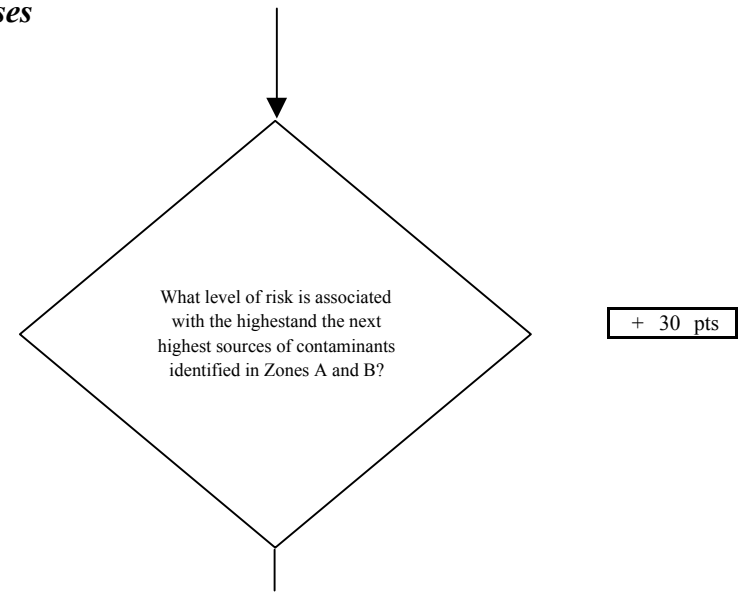 ses
What level of risk is associated
with the highestand the next
highest sources of contaminants
identified in Zones A and B?
+ 30 pts